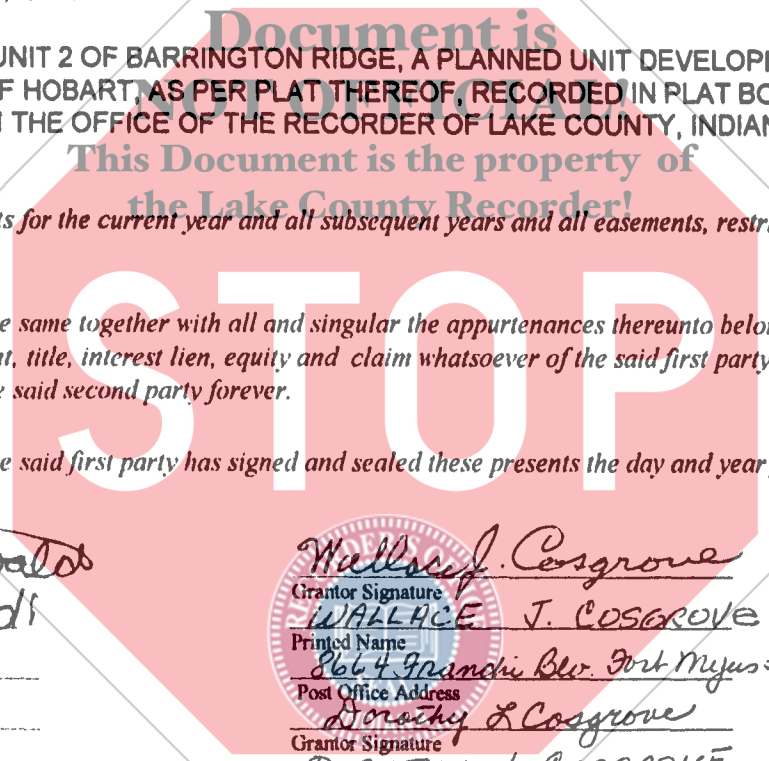 Document is
UNIT 2 OF BARRINGTON RIDGE, A PLANNED UNIT DEVELOP
NOT OFFICIAL!
F HOBART, AS PER PLAT THEREOF, RECORDED IN PLAT BO
THE OFFICE OF THE RECORDER OF LAKE COUNTY, INDIAN
This Document is the property of
the Lake County Recorder!
ts for the current year and all subsequent years and all easements, restri
STOP
e same together with all and singular the appurtenances thereunto belo
t, title, interest lien, equity and claim whatsoever of the said first party
e said second party forever.
e said first party has signed and sealed these presents the day and year
Wallace J. Cosgrove
Grantor Signature
WALLACE J. COSGROVE
Printed Name
8664 Blv. Fort Myers
Post Office Address
Dorothy L Cosgrove
Grantor Signature